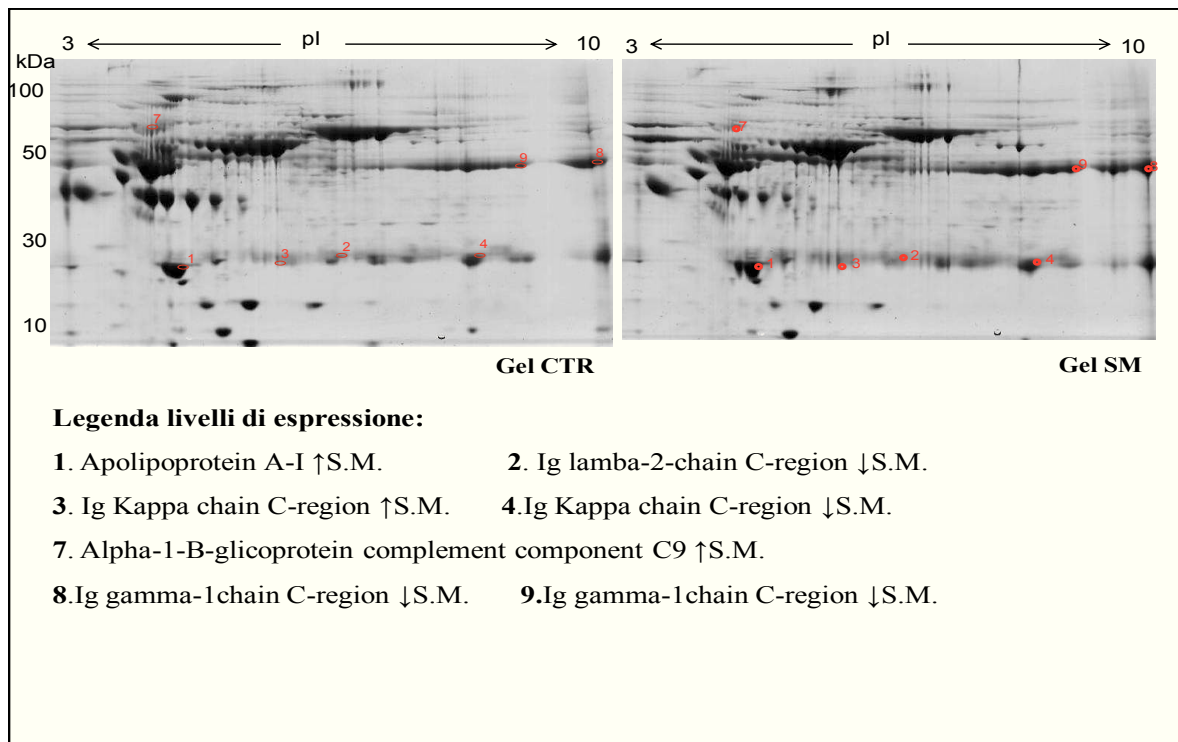 3 pI 10
3 pI 10
kDa
100
50
30
10
7
9
8
1
3
2
4
7
9
8
1
3
2
4
Gel CTR
Gel SM
Legenda livelli di espressione:
1. Apolipoprotein A-I ↑S.M. 2. Ig lamba-2-chain C-region ↓S.M.
3. Ig Kappa chain C-region ↑S.M. 4.Ig Kappa chain C-region ↓S.M.
7. Alpha-1-B-glicoprotein complement component C9 ↑S.M.
8.Ig gamma-1chain C-region ↓S.M. 9.Ig gamma-1chain C-region ↓S.M.